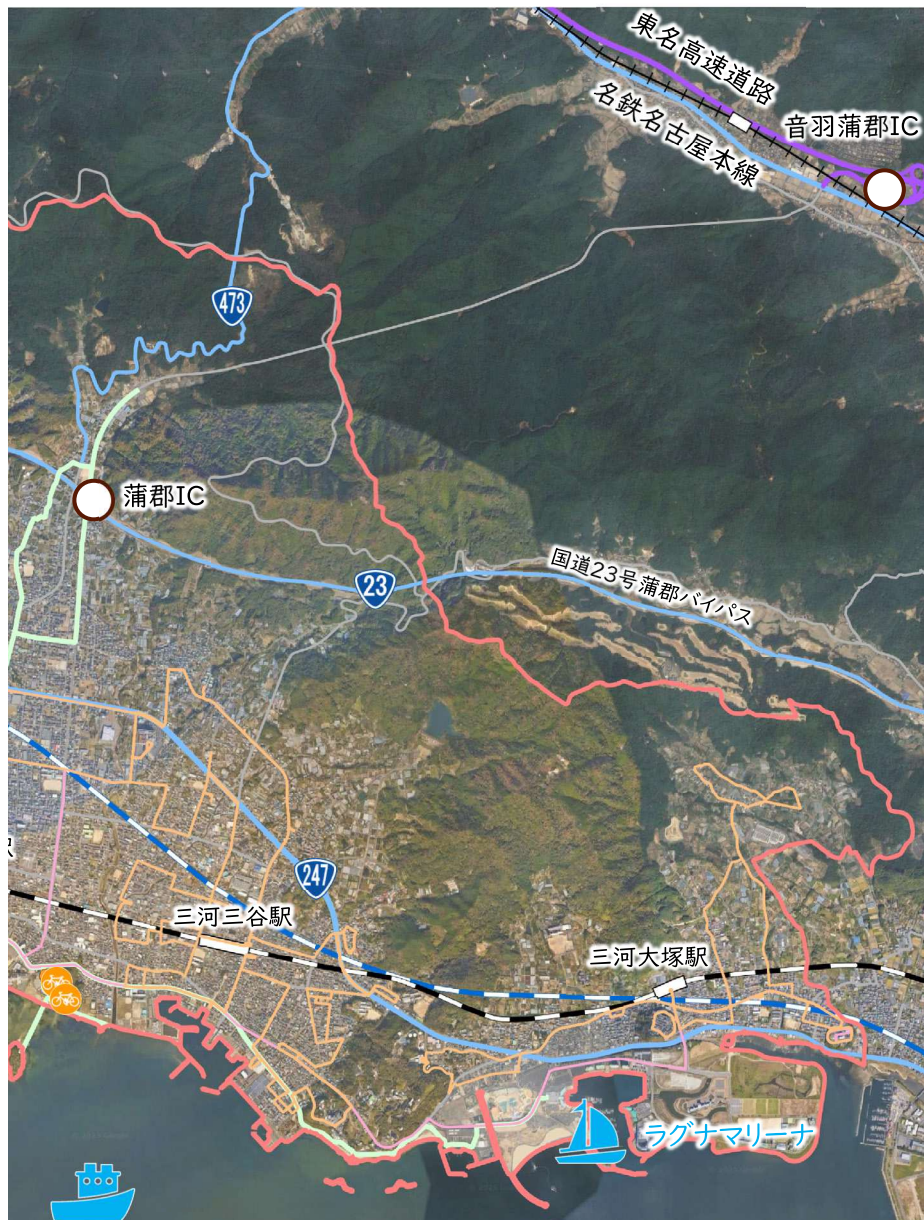 東名高速道路
名鉄名古屋本線
音羽蒲郡IC
473
蒲郡IC
23
国道23号蒲郡バイパス
247
駅
三河三谷駅
三河大塚駅
ラグナマリーナ